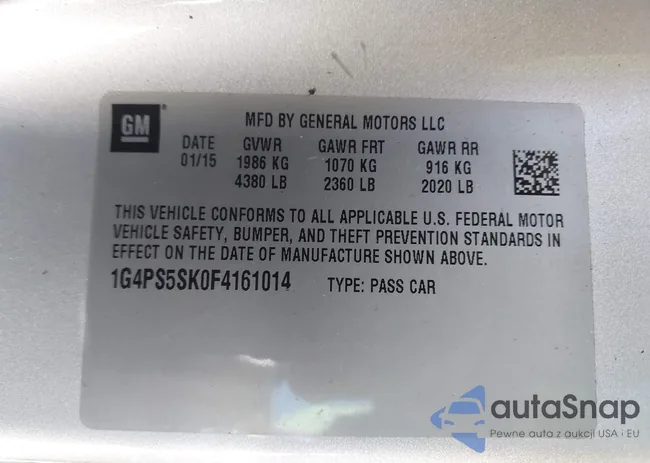 GM
MFD BY GENERAL MOTORS LLC
DATE GVWR GAWR FRT GAWR RR
01/15 1986 KG 1070 KG 916 KG
4380 LB 2360 LB 2020 LB
THIS VEHICLE CONFORMS TO ALL APPLICABLE U.S. FEDERAL MOTOR
VEHICLE SAFETY, BUMPER, AND THEFT PREVENTION STANDARDS IN
EFFECT ON THE DATE OF MANUFACTURE SHOWN ABOVE.
1G4PS5SK0F4161014 TYPE: PASS CAR
autaSnap
Pewne auta z aukcji USA i EU